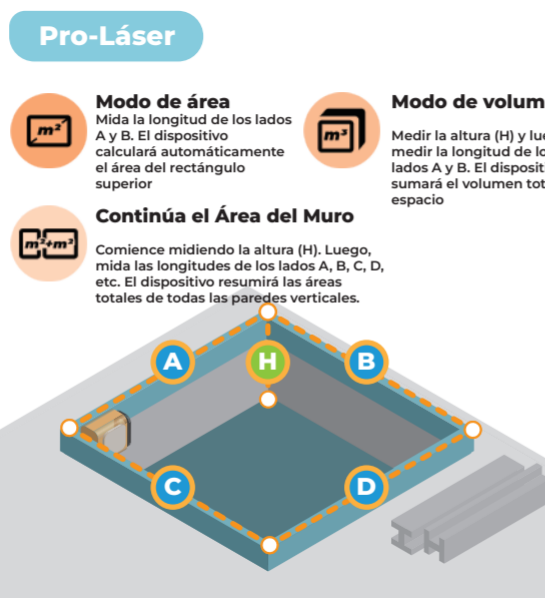 Pro-Láser
Modo de área
Mida la longitud de los lados
A y B. El dispositivo
calculará automáticamente
el área del rectángulo
superior
m²
Modo de volum
Medir la altura (H) y lue
medir la longitud de lo
lados A y B. El disposit
sumará el volumen tot
espacio
m³
Continúa el Área del Muro
Comience midiendo la altura (H). Luego,
mida las longitudes de los lados A, B, C, D,
etc. El dispositivo resumirá las áreas
totales de todas las paredes verticales.
m²+m²
A
H
B
C
D